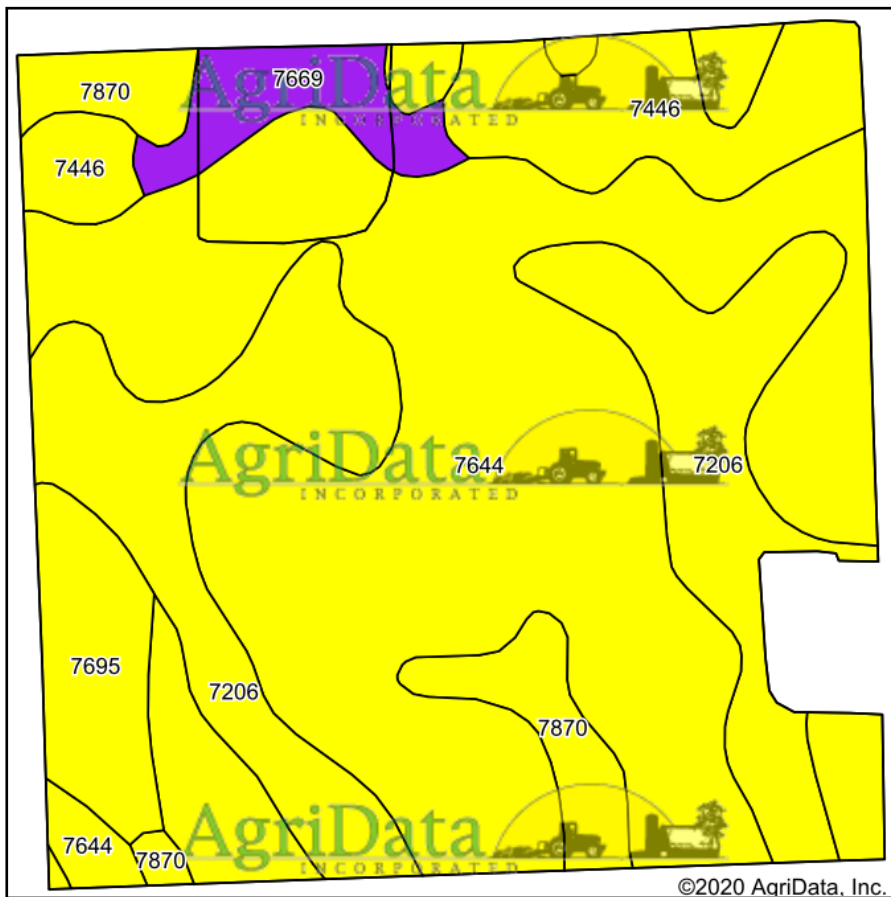 7870
7669
7446
7446
AgriData
INCORPORATED
AgriData
INCORPORATED
7644
7206
7695
7206
7870
AgriData
INCORPORATED
7644
7870
©2020 AgriData, Inc.